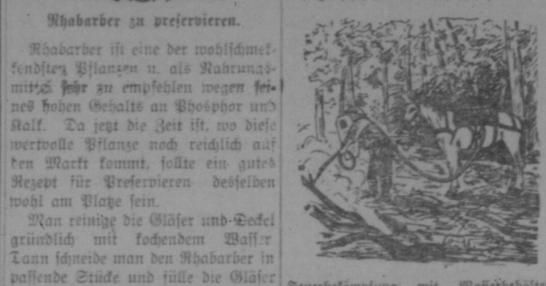 Rhabarber zu preservieren.
Rhabarber ist eine der wohlschmek-
kendsten Pflanzen u. als Nahrungs-
mittel sehr zu empfehlen wegen sei-
nes hohen Gehalts an Phosphor und
Kalk. Da jetzt die Zeit ist, wo diese
wertvolle Pflanze noch reichlich auf
den Markt kommt, sollte ein gutes
Rezept für Preservieren desselben
wohl am Platze sein.
Man reinige die Gläser und Deckel
gründlich mit kochendem Wasser
Dann schneide man den Rhabarber in
passende Stücke und fülle die Gläser
mit